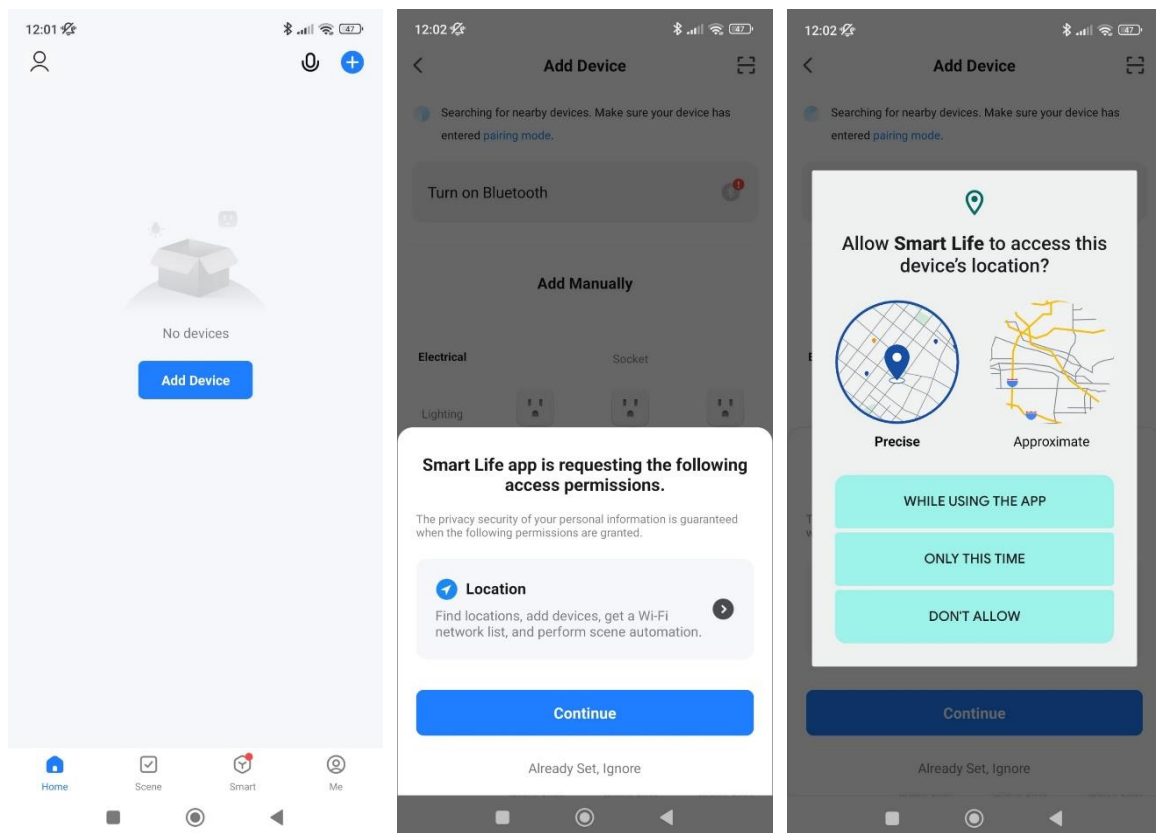 12:01
47
No devices
Add Device
Home
Scene
Smart
Me
12:02
47
Add Device
Searching for nearby devices. Make sure your device has
entered pairing mode.
Turn on Bluetooth
Add Manually
Electrical
Socket
Lighting
Smart Life app is requesting the following
access permissions.
The privacy security of your personal information is guaranteed
when the following permissions are granted.
Location
Find locations, add devices, get a Wi-Fi
network list, and perform scene automation.
Continue
Already Set, Ignore
12:02
47
Add Device
Searching for nearby devices. Make sure your device has
entered pairing mode.
Allow Smart Life to access this
device's location?
Precise
Approximate
WHILE USING THE APP
ONLY THIS TIME
DON'T ALLOW
Continue
Already Set, Ignore